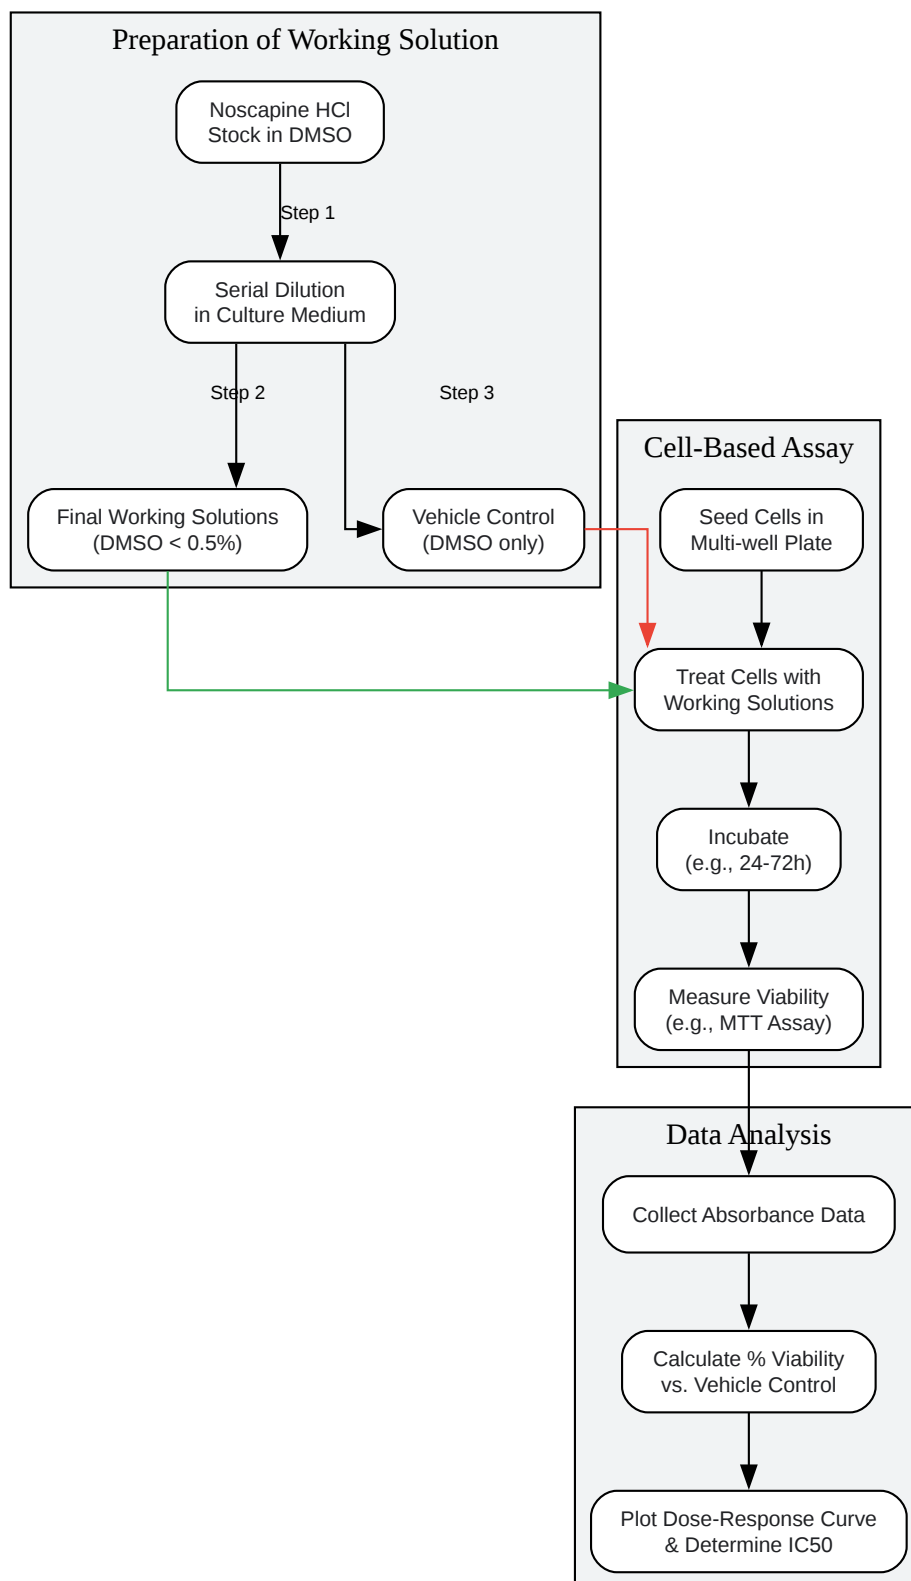 Preparation of Working Solution
Noscapine HCl
Stock in DMSO
Step 1
Serial Dilution
in Culture Medium
Step 2
Step 3
Final Working Solutions
(DMSO < 0.5%)
Vehicle Control
(DMSO only)
Cell-Based Assay
Seed Cells in
Multi-well Plate
Treat Cells with
Working Solutions
Incubate
(e.g., 24-72h)
Measure Viability
(e.g., MTT Assay)
Data Analysis
Collect Absorbance Data
Calculate % Viability
vs. Vehicle Control
Plot Dose-Response Curve
& Determine IC50